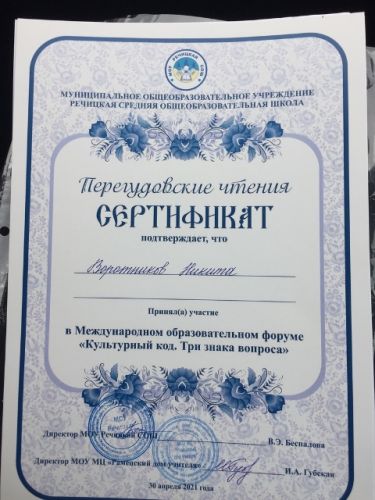 МУНИЦИПАЛЬНОЕ ОБЩЕОБРАЗОВАТЕЛЬНОЕ УЧРЕЖДЕНИЕ
РЕЧИЦКАЯ СРЕДНЯЯ ОБЩЕОБРАЗОВАТЕЛЬНАЯ ШКОЛА
Перегудовские чтения
СЕРТИФИКАТ
подтверждает, что
Воротников Никита
Принял(а) участие
в Международном образовательном форуме
«Культурный код. Три знака вопроса»
Директор МОУ Речицкой СОШ В.Э. Беспалова
Директор МОУ МЦ «Раменский дом учителя» И.А. Губская
30 апреля 2021 года